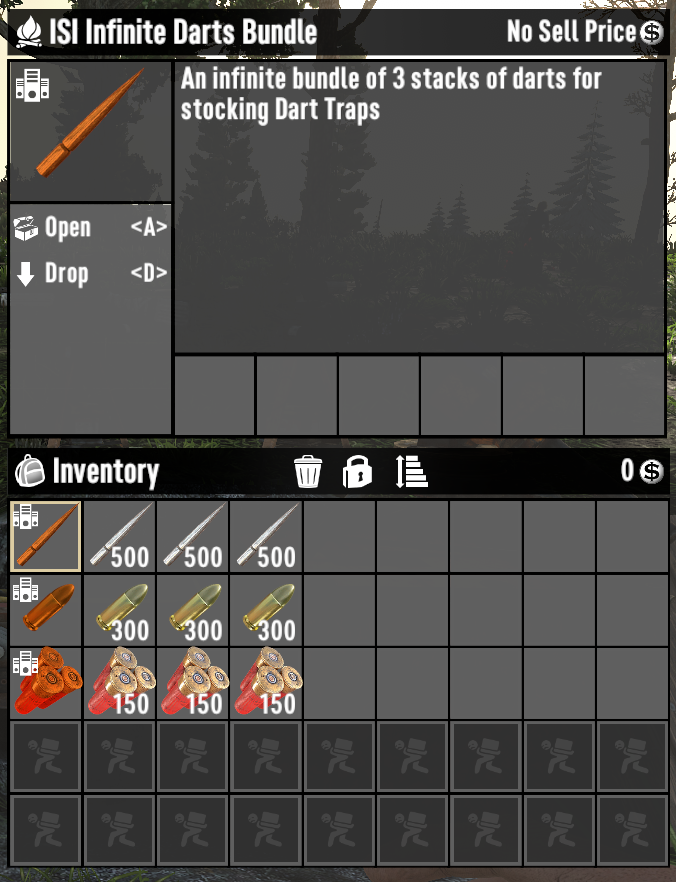 ISI Infinite Darts Bundle
No Sell Price
An infinite bundle of 3 stacks of darts for
stocking Dart Traps
Open <A>
Drop <D>
Inventory
0
500 500 500
300 300 300
150 150 150